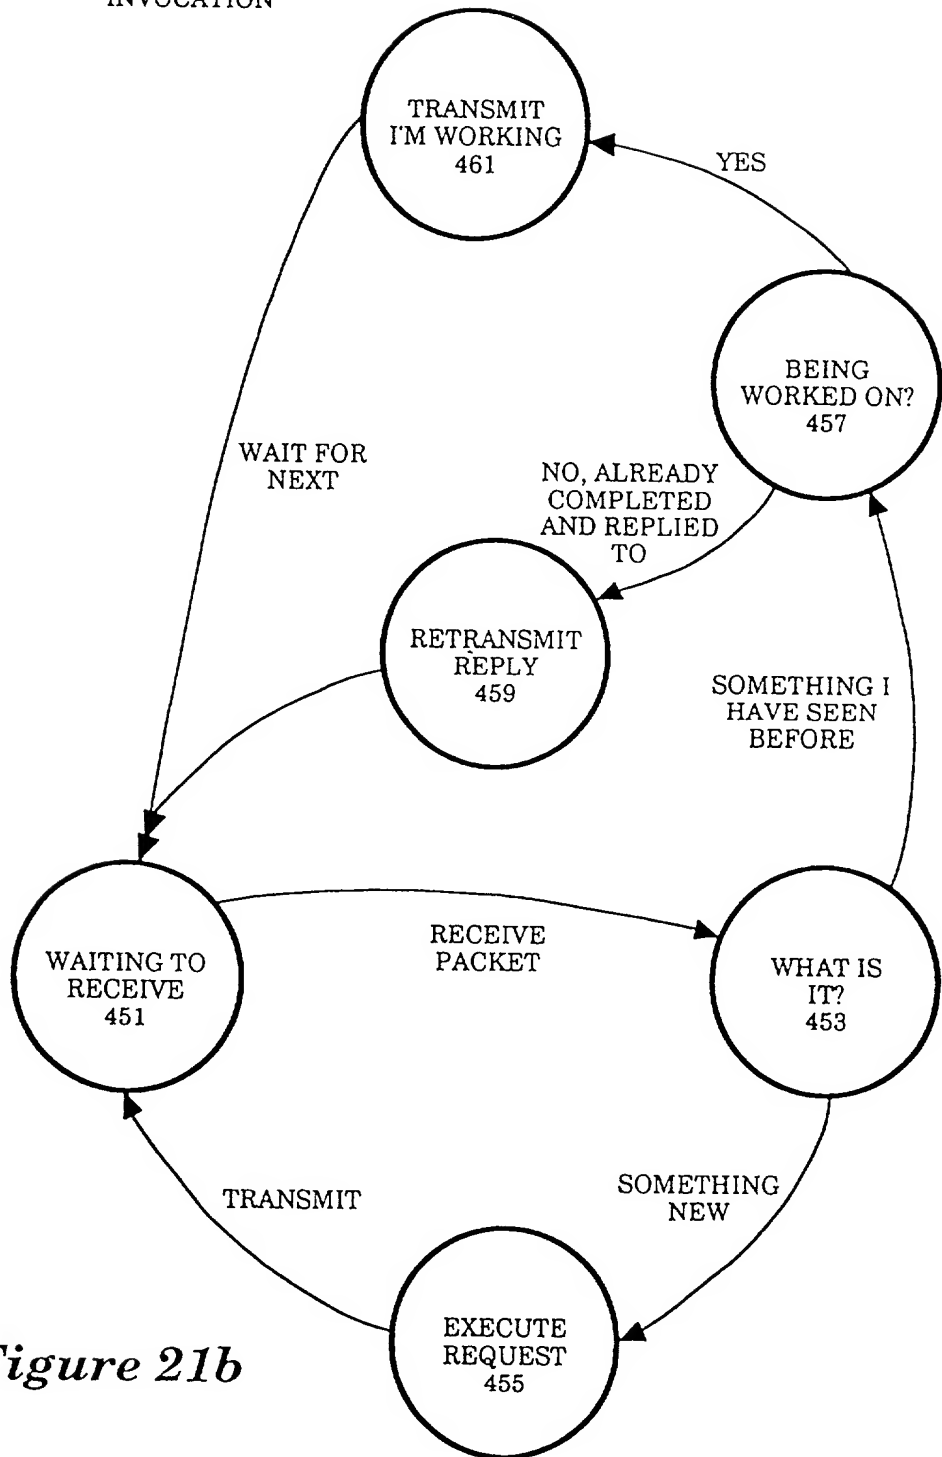 INVOCATION
TRANSMIT
I'M WORKING
461
YES
BEING
WORKED ON?
457
WAIT FOR
NEXT
NO, ALREADY
COMPLETED
AND REPLIED
TO
RETRANSMIT
REPLY
459
SOMETHING I
HAVE SEEN
BEFORE
RECEIVE
PACKET
WAITING TO
RECEIVE
451
WHAT IS
IT?
453
TRANSMIT
SOMETHING
NEW
EXECUTE
REQUEST
455
Figure 21b